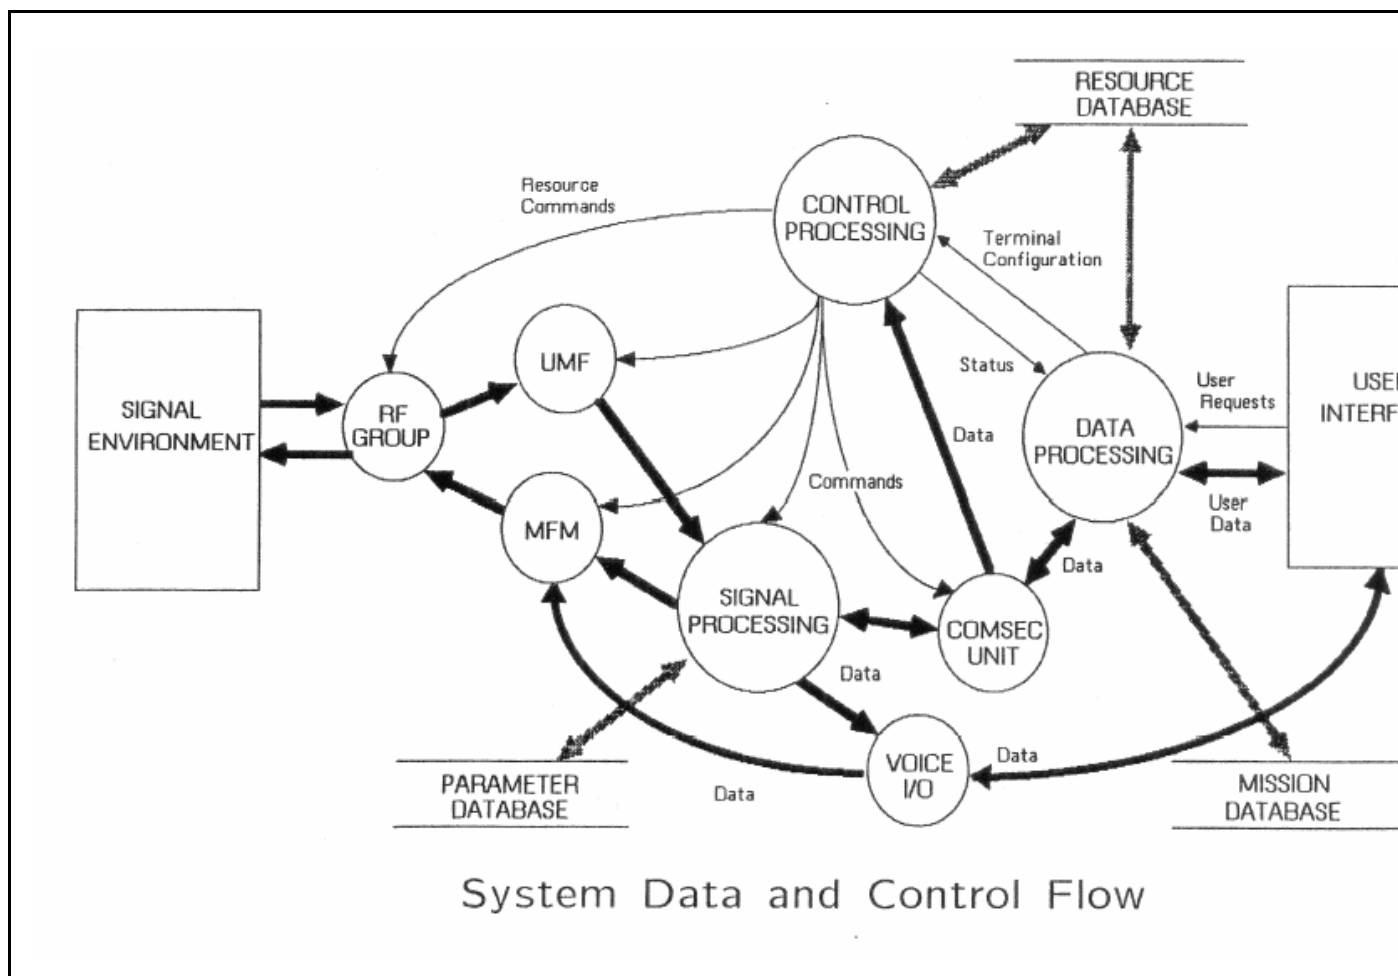 RESOURCE
DATABASE
Resource
Commands
CONTROL
PROCESSING
Terminal
Configuration
SIGNAL
ENVIRONMENT
RF
GROUP
UMF
Status
User
Requests
USER
INTERF
DATA
PROCESSING
Data
Commands
User
Data
MFM
Data
SIGNAL
PROCESSING
COMSEC
UNIT
Data
VOICE
I/O
Data
Data
PARAMETER
DATABASE
MISSION
DATABASE
System Data and Control Flow